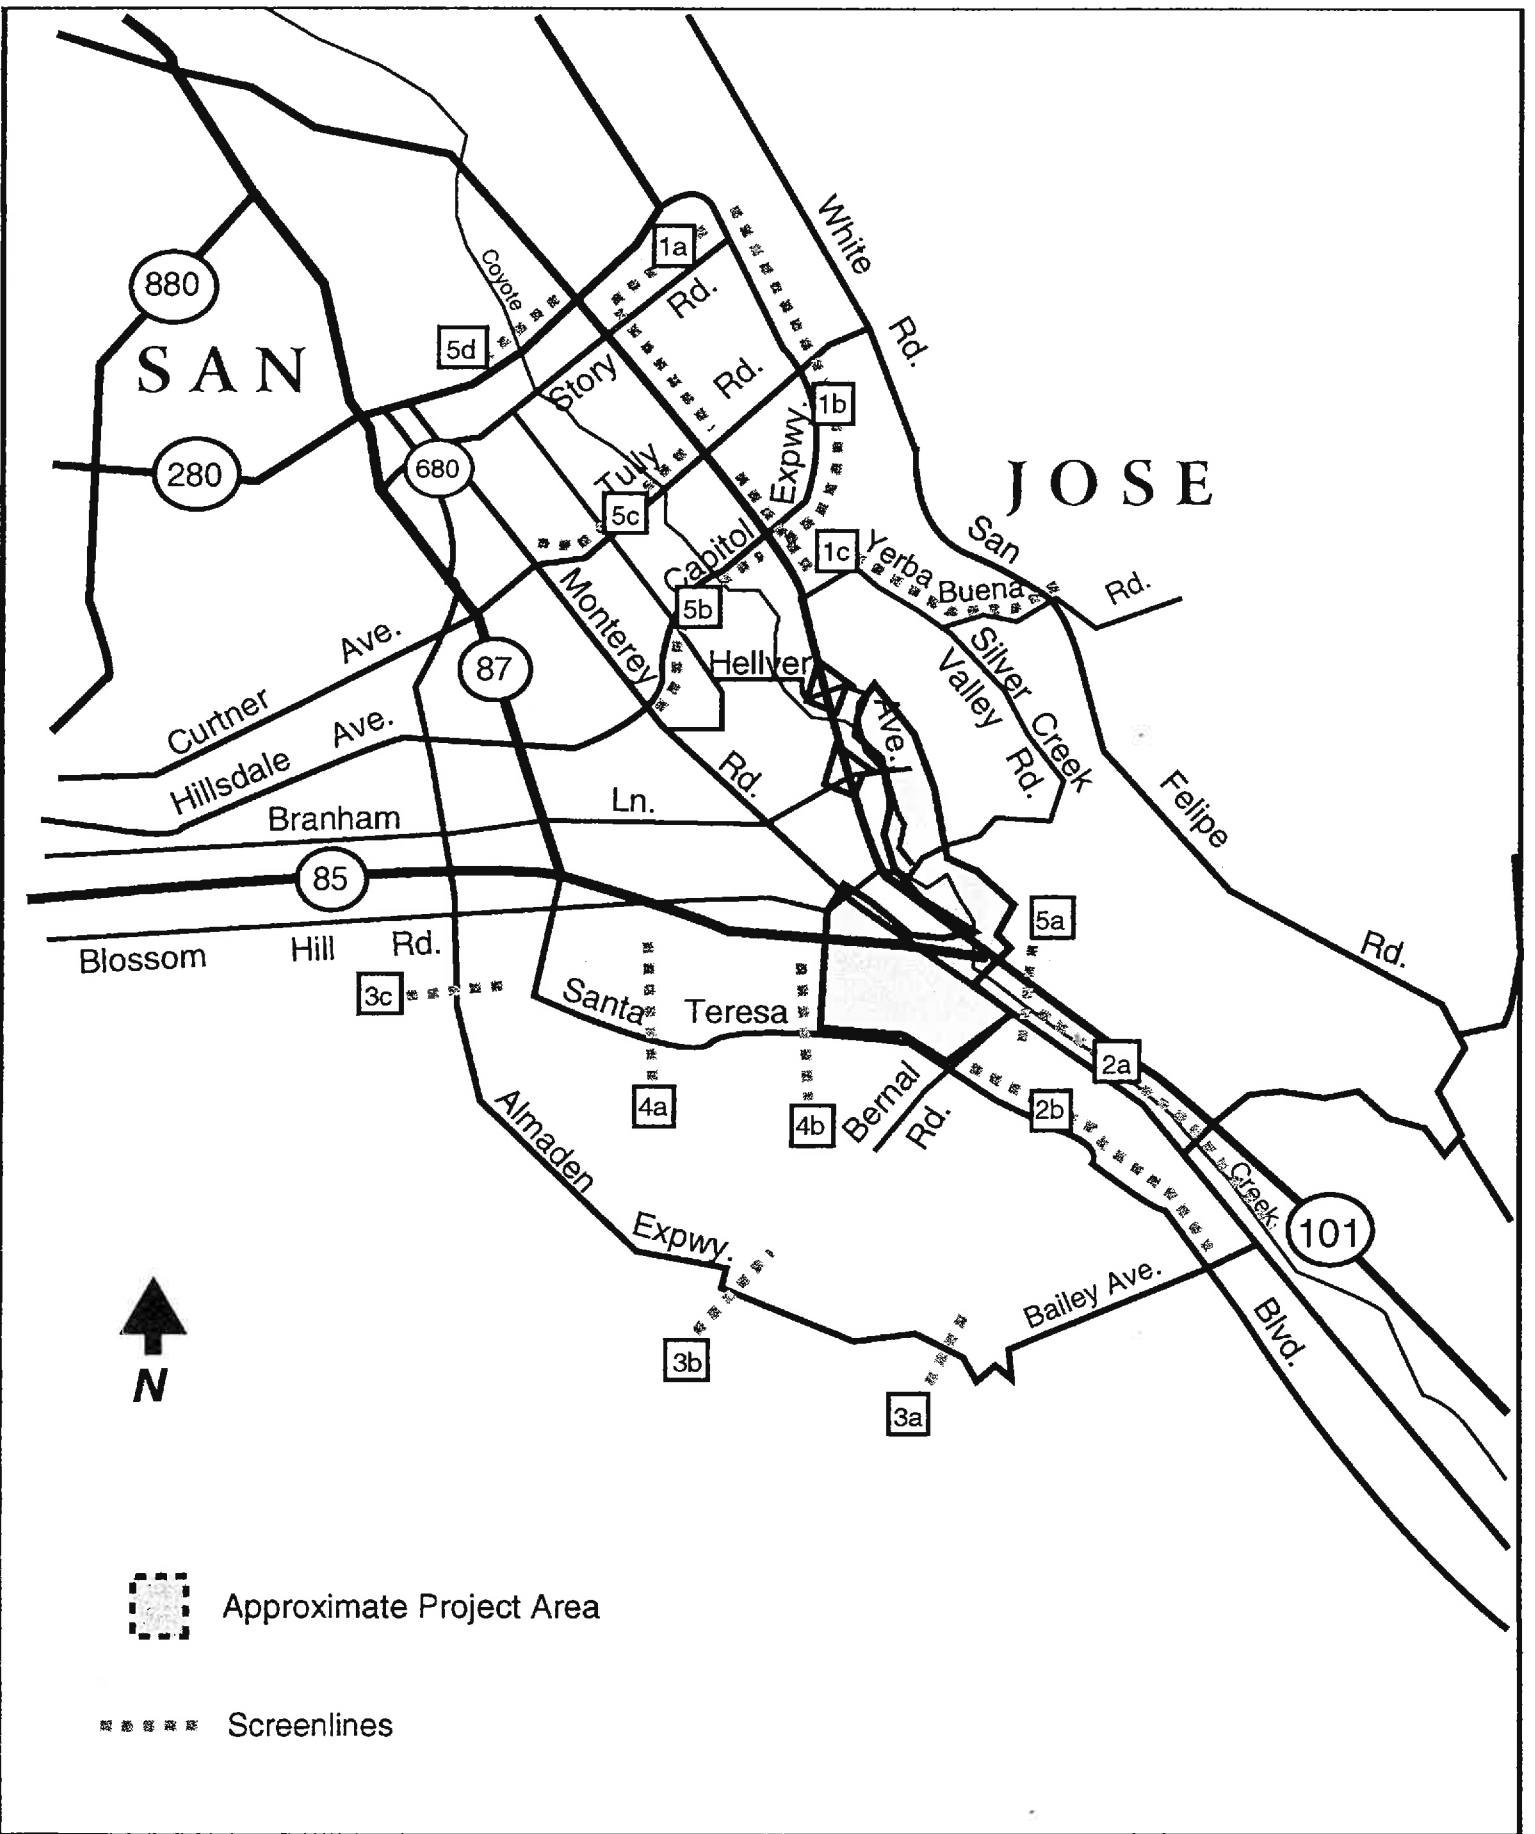 White
Rd.
1a
Coyote
880
Rd.
5d
SAN
Story
Rd.
1b
Expwy.
680
280
Tully
JOSE
5c
San
Capitol
1c
Yerba
Buena
Rd.
Monterey
5b
Ave.
Hellyer
87
Silver
Creek
Valley
Rd.
Curtner
Ave.
Ave.
Hillsdale
Rd.
Felipe
Ln.
Branham
85
5a
Blossom Hill Rd.
Rd.
3c
Santa Teresa
2a
4a
4b
Bernal
Rd.
2b
Almaden
Creek
101
Expwy.
Bailey Ave.
Blvd.
3b
N
3a
Approximate Project Area
Screenlines